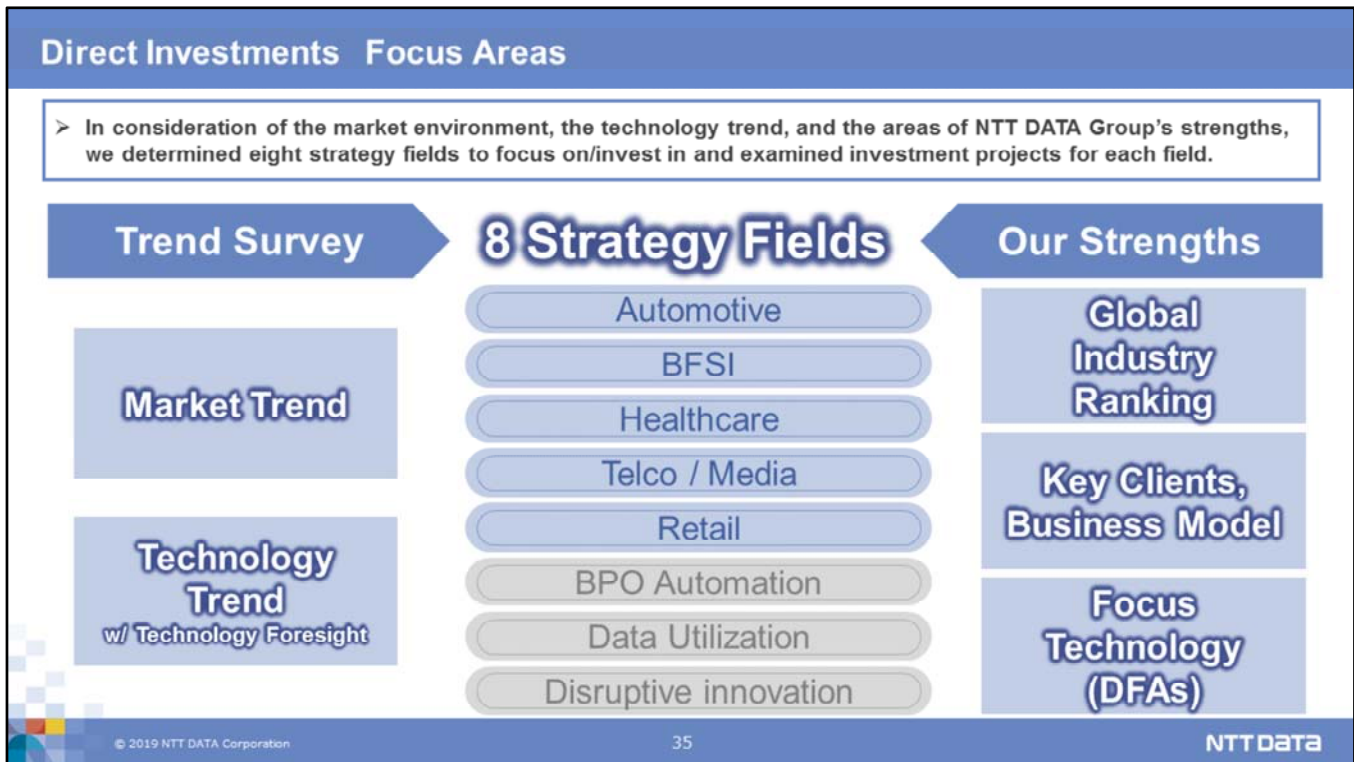 Direct Investments Focus Areas
➢ In consideration of the market environment, the technology trend, and the areas of NTT DATA Group's strengths,
we determined eight strategy fields to focus on/invest in and examined investment projects for each field.
Trend Survey
Market Trend
Technology
Trend
w/ Technology Foresight
8 Strategy Fields
Automotive
BFSI
Healthcare
Telco / Media
Retail
BPO Automation
Data Utilization
Disruptive innovation
Our Strengths
Global
Industry
Ranking
Key Clients,
Business Model
Focus
Technology
(DFAs)
© 2019 NTT DATA Corporation
35
NTT DATA